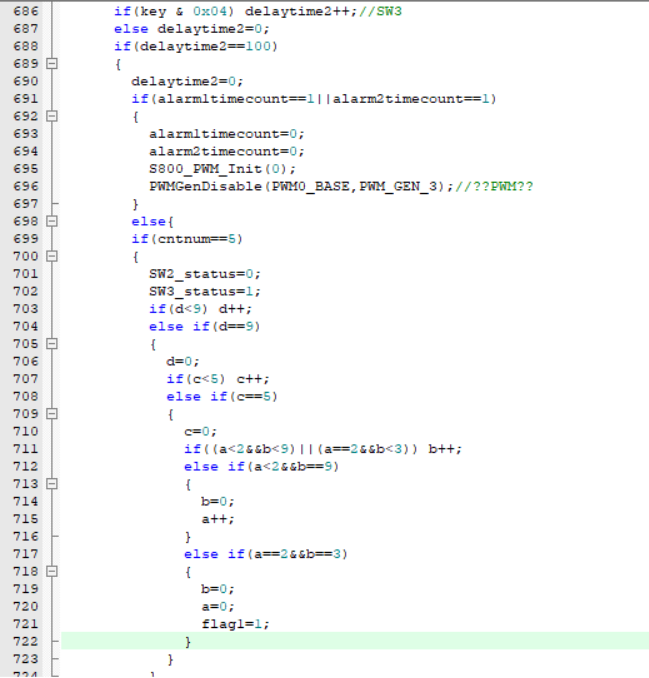 686 if(key & 0x04) delaytime2++;//SW3
687 else delaytime2=0;
688 if(delaytime2==100)
689 {
690 delaytime2=0;
691 if(alarm1timecount==1||alarm2timecount==1)
692 {
693 alarm1timecount=0;
694 alarm2timecount=0;
695 S800_PWM_Init(0);
696 PWMGenDisable(PWM0_BASE,PWM_GEN_3);//??PWM??
697 }
698 else{
699 if(cntnum==5)
700 {
701 SW2_status=0;
702 SW3_status=1;
703 if(d<9) d++;
704 else if(d==9)
705 {
706 d=0;
707 if(c<5) c++;
708 else if(c==5)
709 {
710 c=0;
711 if((a<2&&b<9)||(a==2&&b<3)) b++;
712 else if(a<2&&b==9)
713 {
714 b=0;
715 a++;
716 }
717 else if(a==2&&b==3)
718 {
719 b=0;
720 a=0;
721 flag1=1;
722 }
723 }
724 }